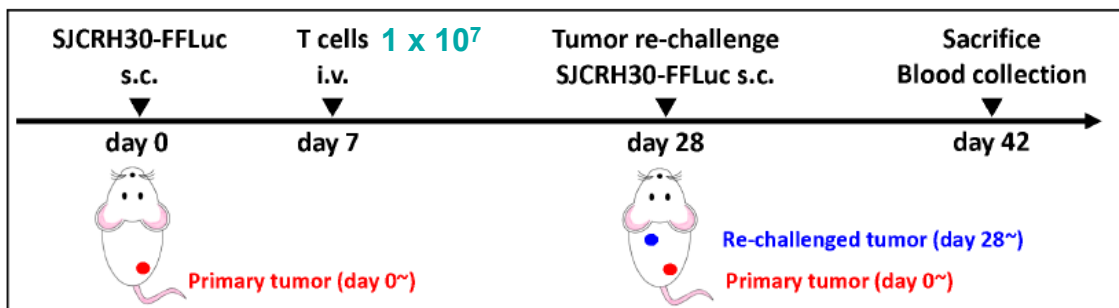 SJCRH30-FFLuc
s.c.
T cells 1 x 10⁷
i.v.
Tumor re-challenge
SJCRH30-FFLuc s.c.
Sacrifice
Blood collection
day 0
day 7
day 28
day 42
Primary tumor (day 0~)
Re-challenged tumor (day 28~)
Primary tumor (day 0~)